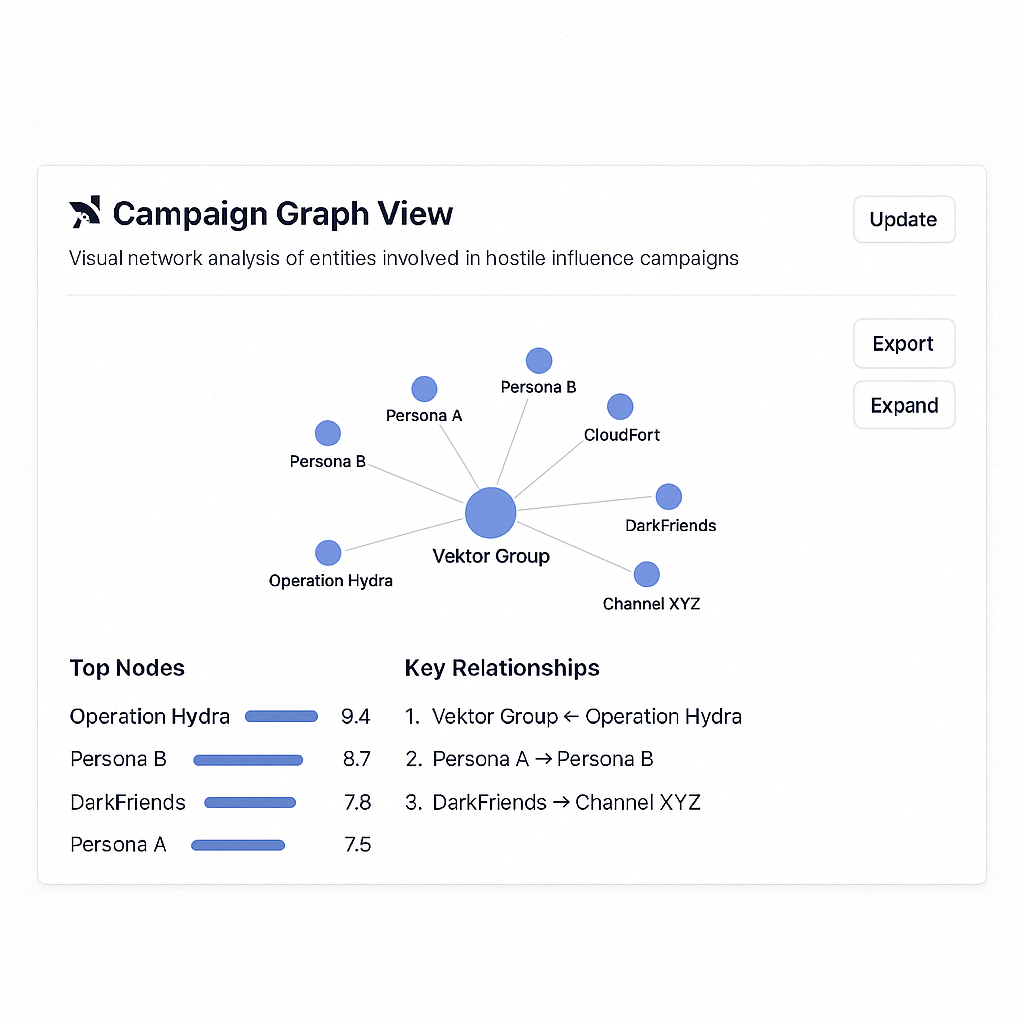 Campaign Graph View
Update
Visual network analysis of entities involved in hostile influence campaigns
Export
Expand
Persona B
Persona A
CloudFort
Persona B
DarkFriends
Vektor Group
Operation Hydra
Channel XYZ
Top Nodes
Operation Hydra 9.4
Persona B 8.7
DarkFriends 7.8
Persona A 7.5
Key Relationships
1. Vektor Group ← Operation Hydra
2. Persona A → Persona B
3. DarkFriends → Channel XYZ